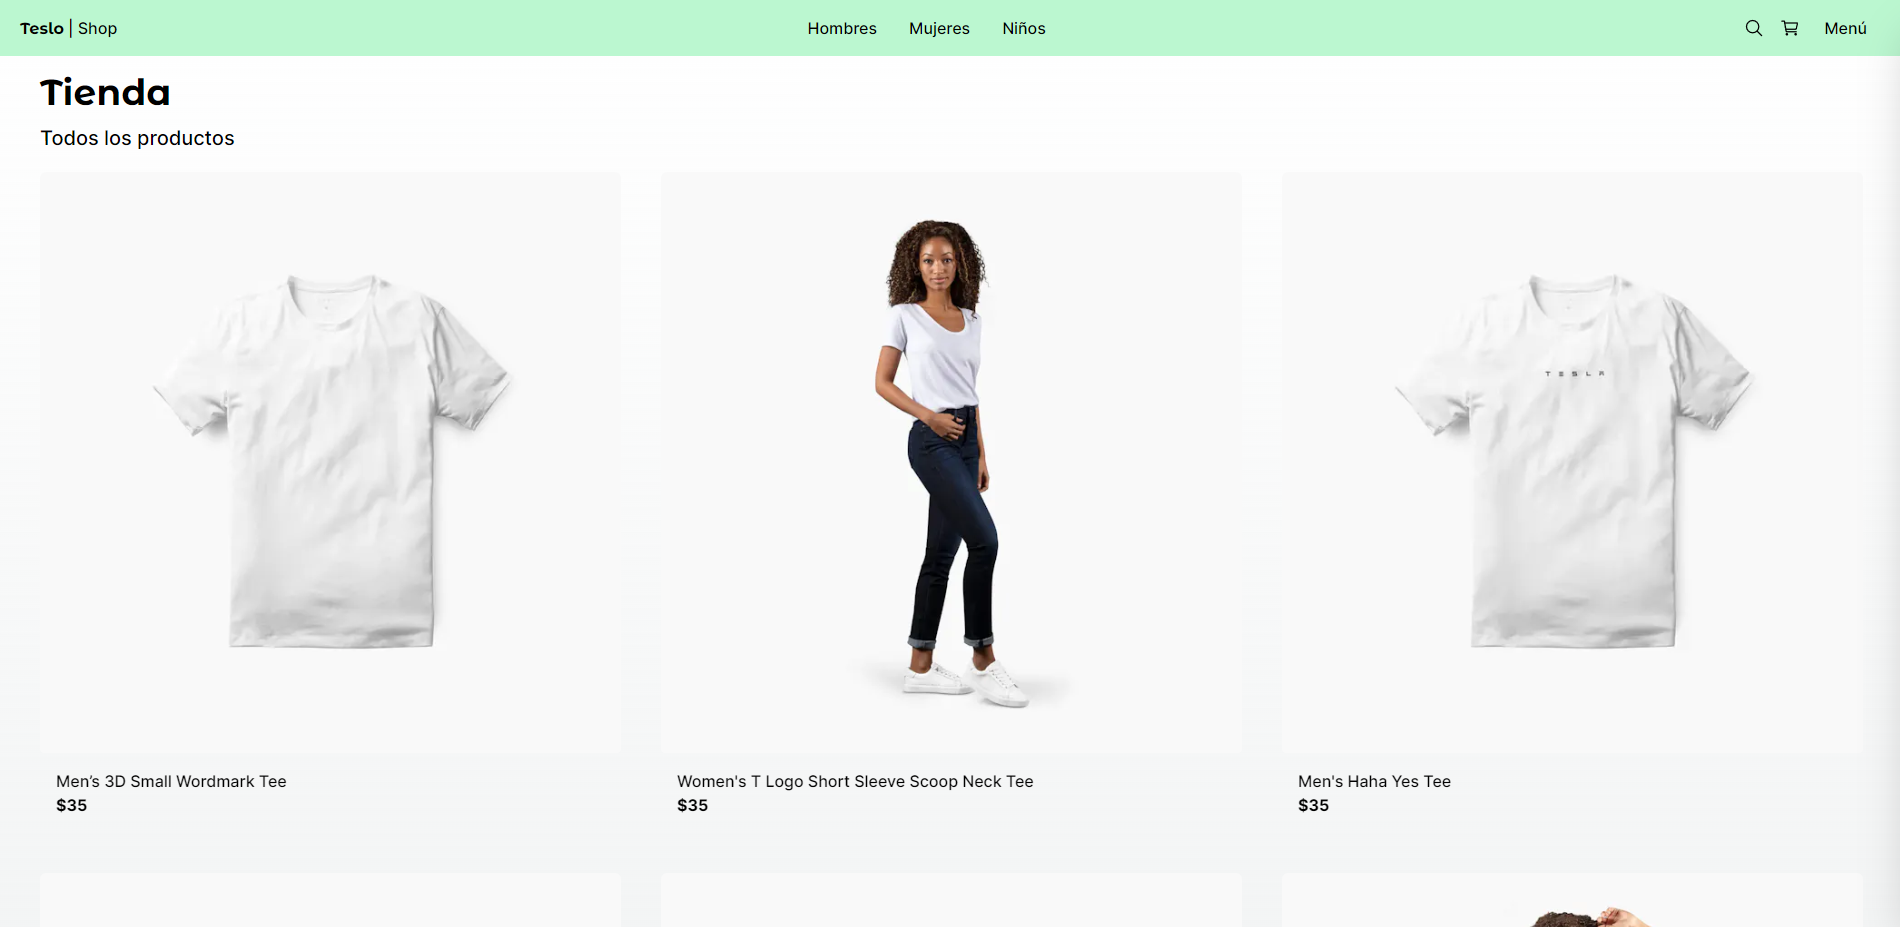 Teslo | Shop
Hombres Mujeres Niños
Menú
Tienda
Todos los productos
TESLA
Men’s 3D Small Wordmark Tee
$35
Women's T Logo Short Sleeve Scoop Neck Tee
$35
Men's Haha Yes Tee
$35